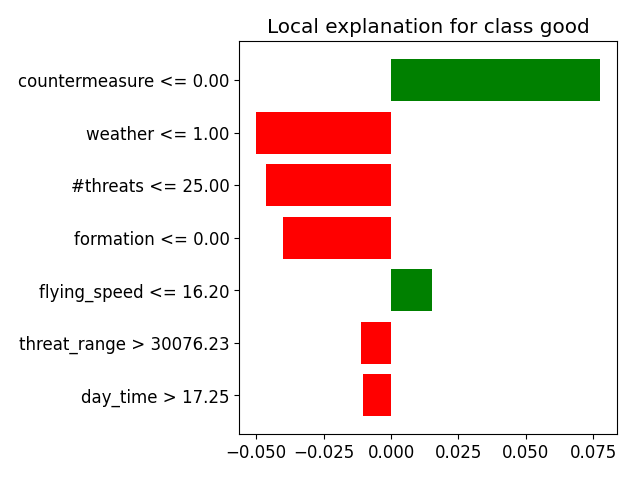 Local explanation for class good
countermeasure <= 0.00
weather <= 1.00
#threats <= 25.00
formation <= 0.00
flying_speed <= 16.20
threat_range > 30076.23
day_time > 17.25
−0.050 −0.025 0.000 0.025 0.050 0.075